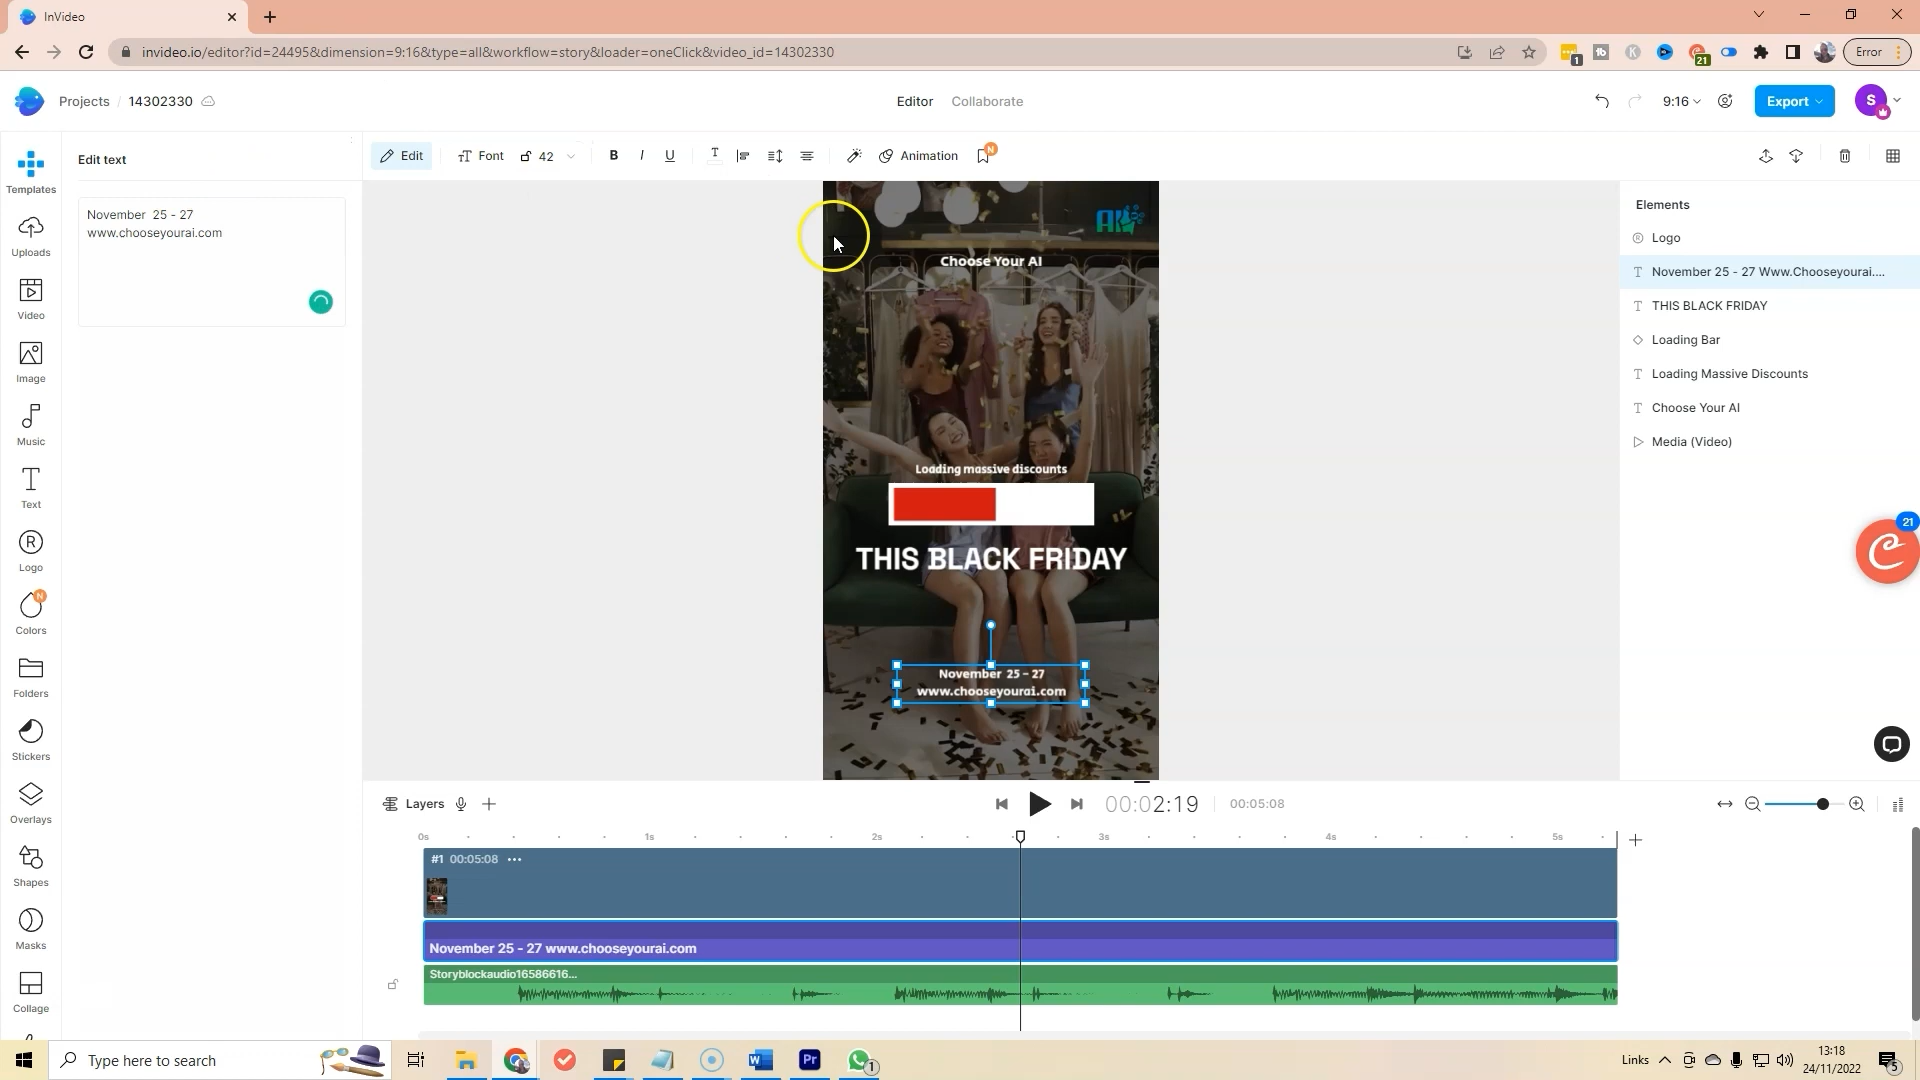 InVideo
invideo.io/editor?id=24495&dimension=9:16&type=all&workflow=story&loader=oneClick&video_id=14302330
1
21
Error
Projects / 14302330
Editor
Collaborate
9:16
Export
S
Edit text
Edit
Font
42
B
I
U
Animation
N
Templates
Uploads
Video
Image
Music
Text
Logo
N
Colors
Folders
Stickers
Overlays
Shapes
Masks
Collage
November 25 - 27
www.chooseyourai.com
Choose Your AI
Loading massive discounts
THIS BLACK FRIDAY
November 25 - 27
www.chooseyourai.com
Elements
Logo
November 25 - 27 Www.Chooseyourai....
THIS BLACK FRIDAY
Loading Bar
Loading Massive Discounts
Choose Your AI
Media (Video)
21
Layers
00:02:19
00:05:08
0s
1s
2s
3s
4s
5s
#1 00:05:08
November 25 - 27 www.chooseyourai.com
Storyblockaudio16586616...
Type here to search
Pr
1
Links
13:18
24/11/2022
5